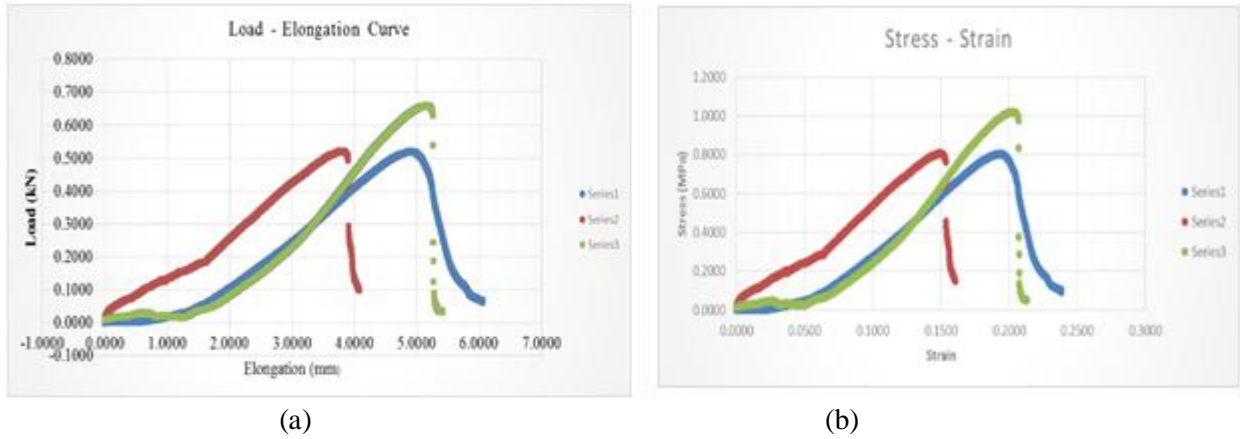 Load - Elongation Curve
0.8000
0.7000
0.6000
0.5000
0.4000
0.3000
0.2000
0.1000
0.0000
-0.1000
-1.0000 0.0000 1.0000 2.0000 3.0000 4.0000 5.0000 6.0000 7.0000
Load (kN)
Elongation (mm)
Series1
Series2
Series3
(a)
Stress - Strain
1.2000
1.0000
0.8000
0.6000
0.4000
0.2000
0.0000
0.0000 0.0500 0.1000 0.1500 0.2000 0.2500 0.3000
Stress (MPa)
Strain
Series1
Series2
Series3
(b)